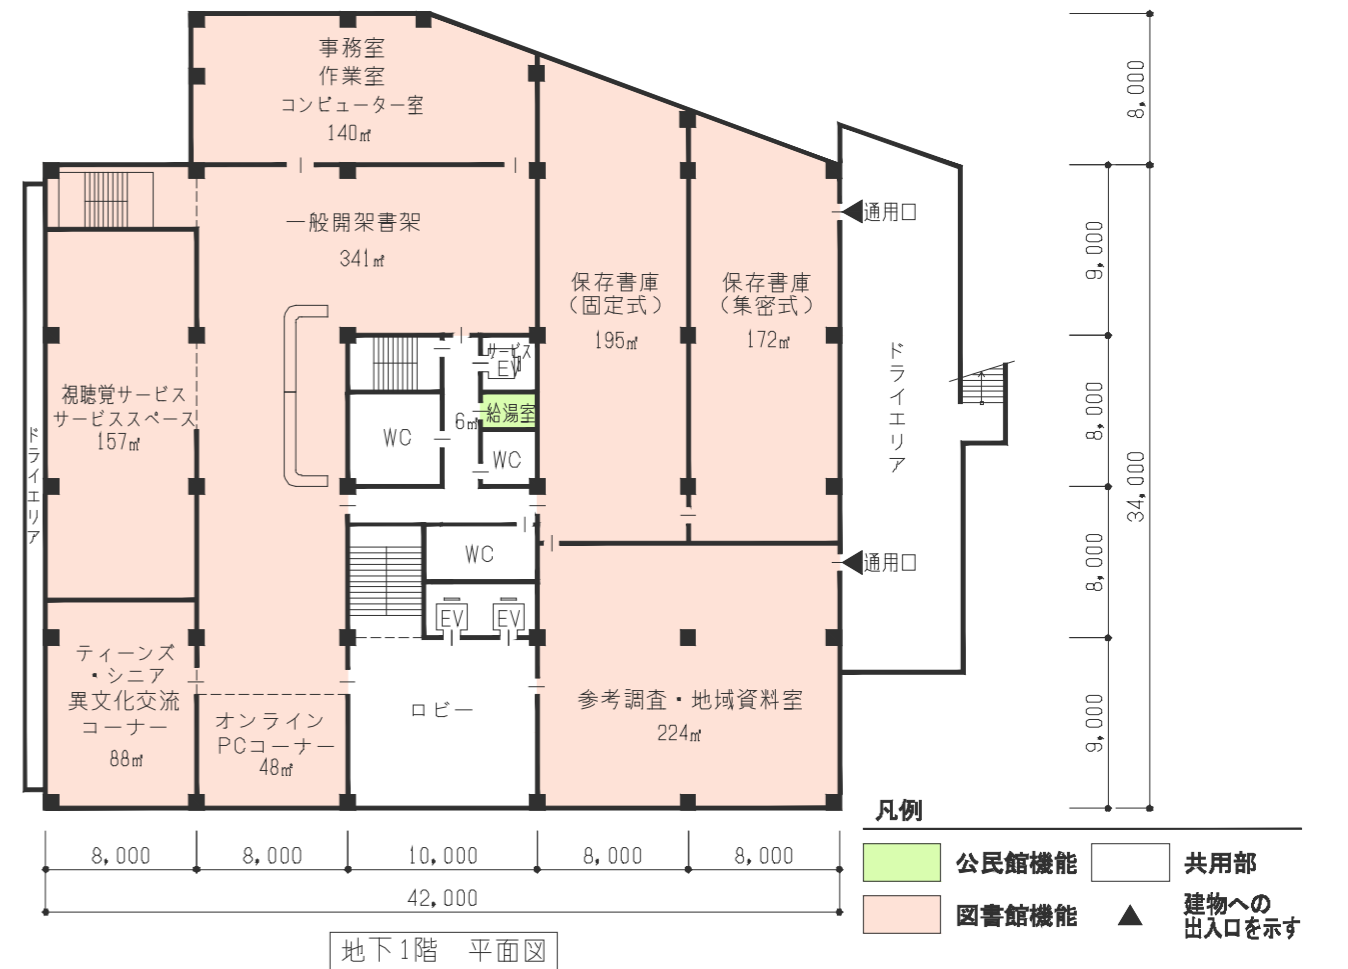 事務室
作業室
コンピューター室
140㎡
一般開架書架
341㎡
保存書庫
(固定式)
195㎡
保存書庫
(集密式)
172㎡
通用口
ドライエリア
視聴覚サービス
サービススペース
157㎡
ドライエリア
サービス
EV
給湯室
6㎡
WC
WC
WC
EV
EV
通用口
ティーンズ
・シニア
異文化交流
コーナー
88㎡
オンライン
PCコーナー
48㎡
ロビー
参考調査・地域資料室
224㎡
8,000
9,000
8,000
34,000
8,000
9,000
8,000
8,000
10,000
8,000
8,000
42,000
地下1階 平面図
凡例
公民館機能
共用部
図書館機能
建物への
出入口を示す